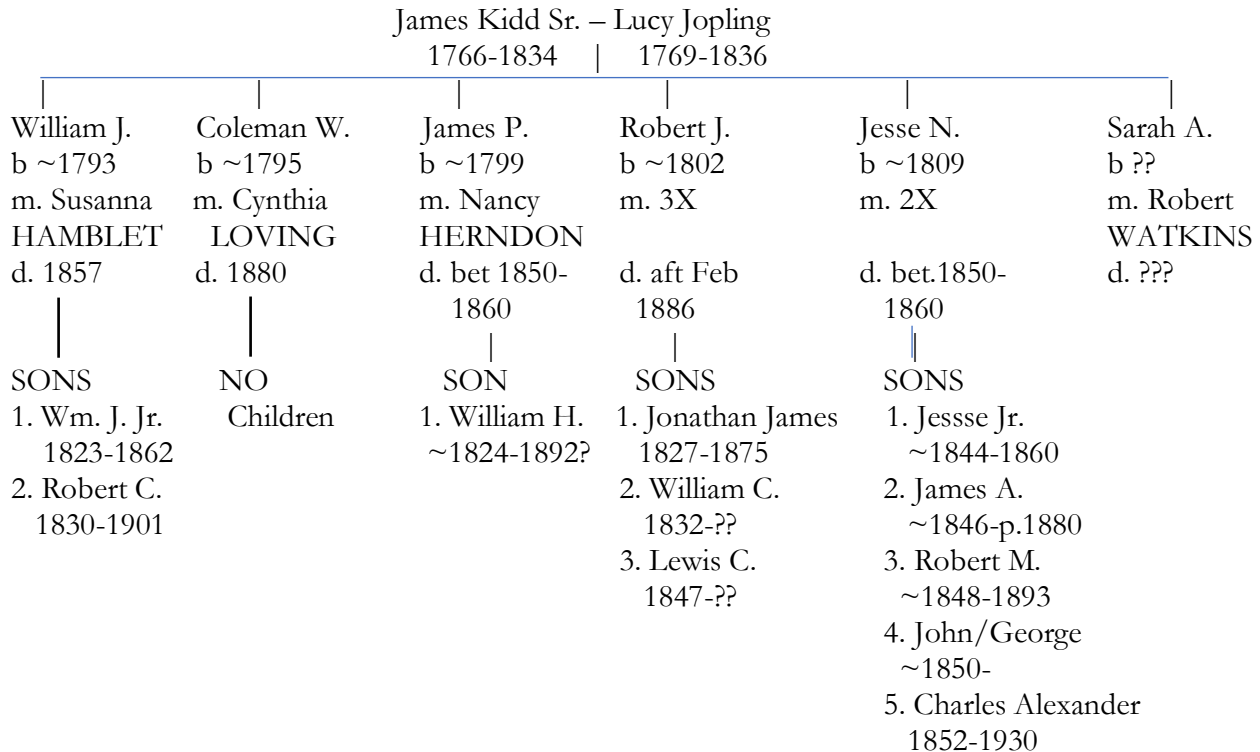 James Kidd Sr. – Lucy Jopling
1766-1834 | 1769-1836
William J.
b ~1793
m. Susanna
HAMBLET
d. 1857
SONS
1. Wm. J. Jr.
1823-1862
2. Robert C.
1830-1901
Coleman W.
b ~1795
m. Cynthia
LOVING
d. 1880
NO
Children
James P.
b ~1799
m. Nancy
HERNDON
d. bet 1850-
1860
SON
1. William H.
~1824-1892?
Robert J.
b ~1802
m. 3X
d. aft Feb
1886
SONS
1. Jonathan James
1827-1875
2. William C.
1832-??
3. Lewis C.
1847-??
Jesse N.
b ~1809
m. 2X
d. bet.1850-
1860
SONS
1. Jessse Jr.
~1844-1860
2. James A.
~1846-p.1880
3. Robert M.
~1848-1893
4. John/George
~1850-
5. Charles Alexander
1852-1930
Sarah A.
b ??
m. Robert
WATKINS
d. ???